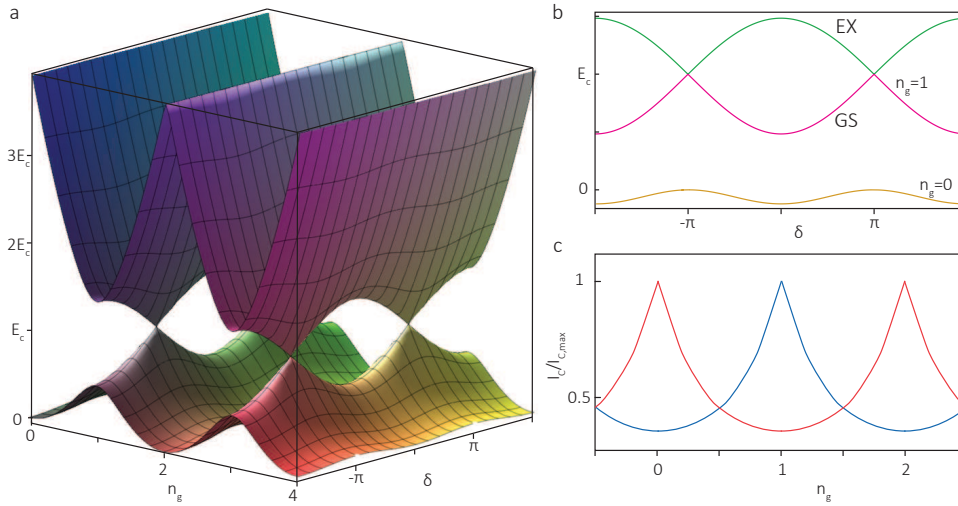 a
3E_c
2E_c
E_c
0
0
2
4
n_g
-π
π
δ
b
EX
E_c
n_g=1
GS
0
n_g=0
-π
π
δ
c
1
I_C/I_C,max
0.5
0
1
2
n_g